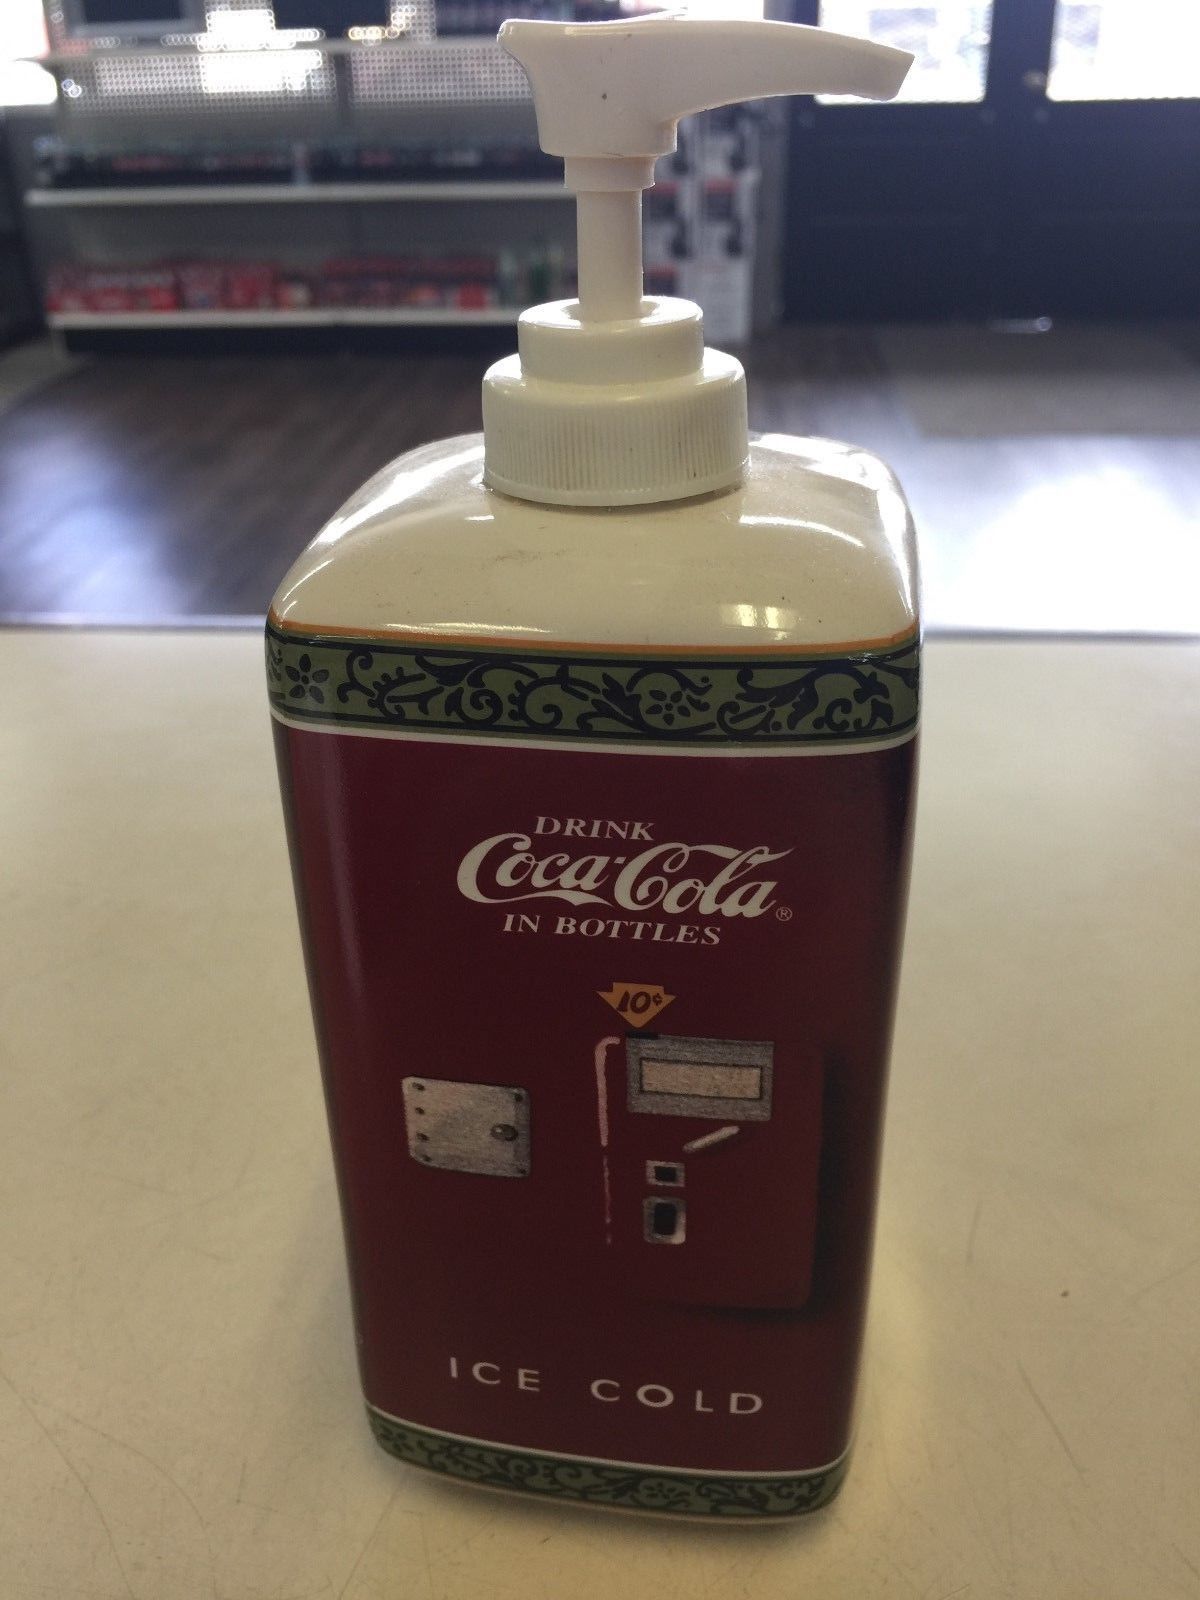 DRINK
Coca-Cola®
IN BOTTLES
10¢
ICE COLD